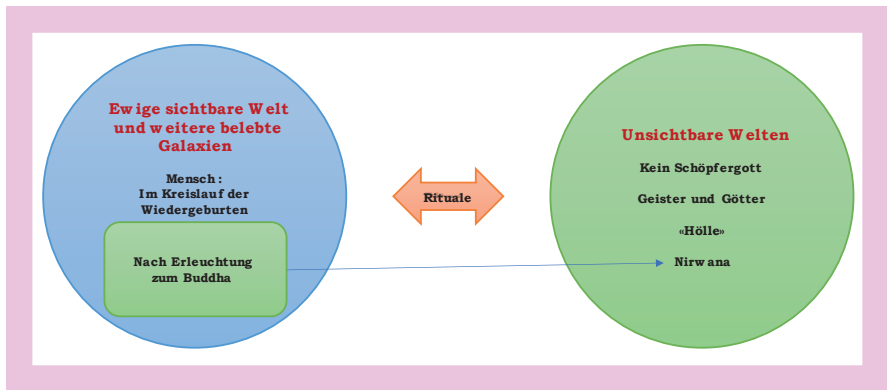 Ewige sichtbare Welt
und weitere belebte
Galaxien
Mensch:
Im Kreislauf der
Wiedergeburten
Nach Erleuchtung
zum Buddha
Rituale
Unsichtbare Welten
Kein Schöpfergott
Geister und Götter
«Hölle»
Nirwana